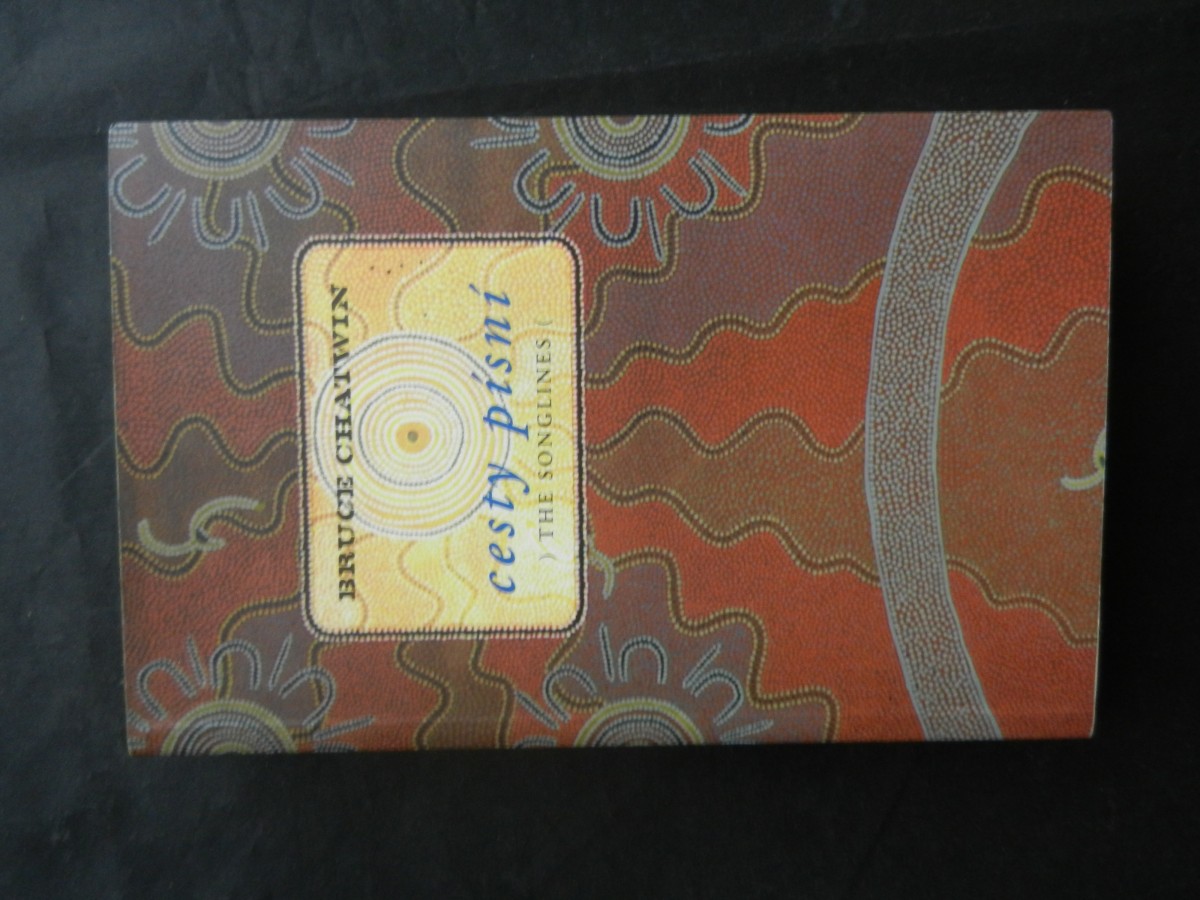 BRUCE CHATWIN
cesty písní
) THE SONGLINES (